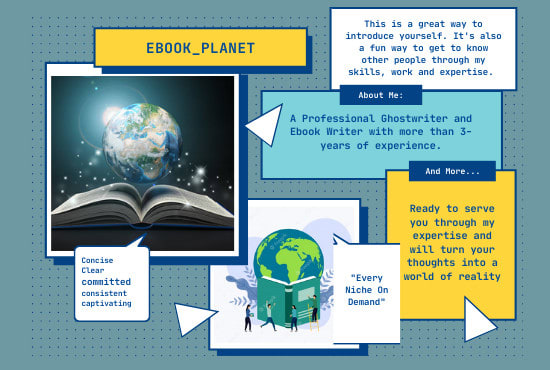 This is a great way to
introduce yourself. It's also
a fun way to get to know
other people through my
skills, work and expertise.
EBOOK_PLANET
About Me:
A Professional Ghostwriter and
Ebook Writer with more than 3-
years of experience.
And More...
Ready to serve
you through my
expertise and
will turn your
thoughts into a
world of reality
Concise
Clear
committed
consistent
captivating
"Every
Niche On
Demand"